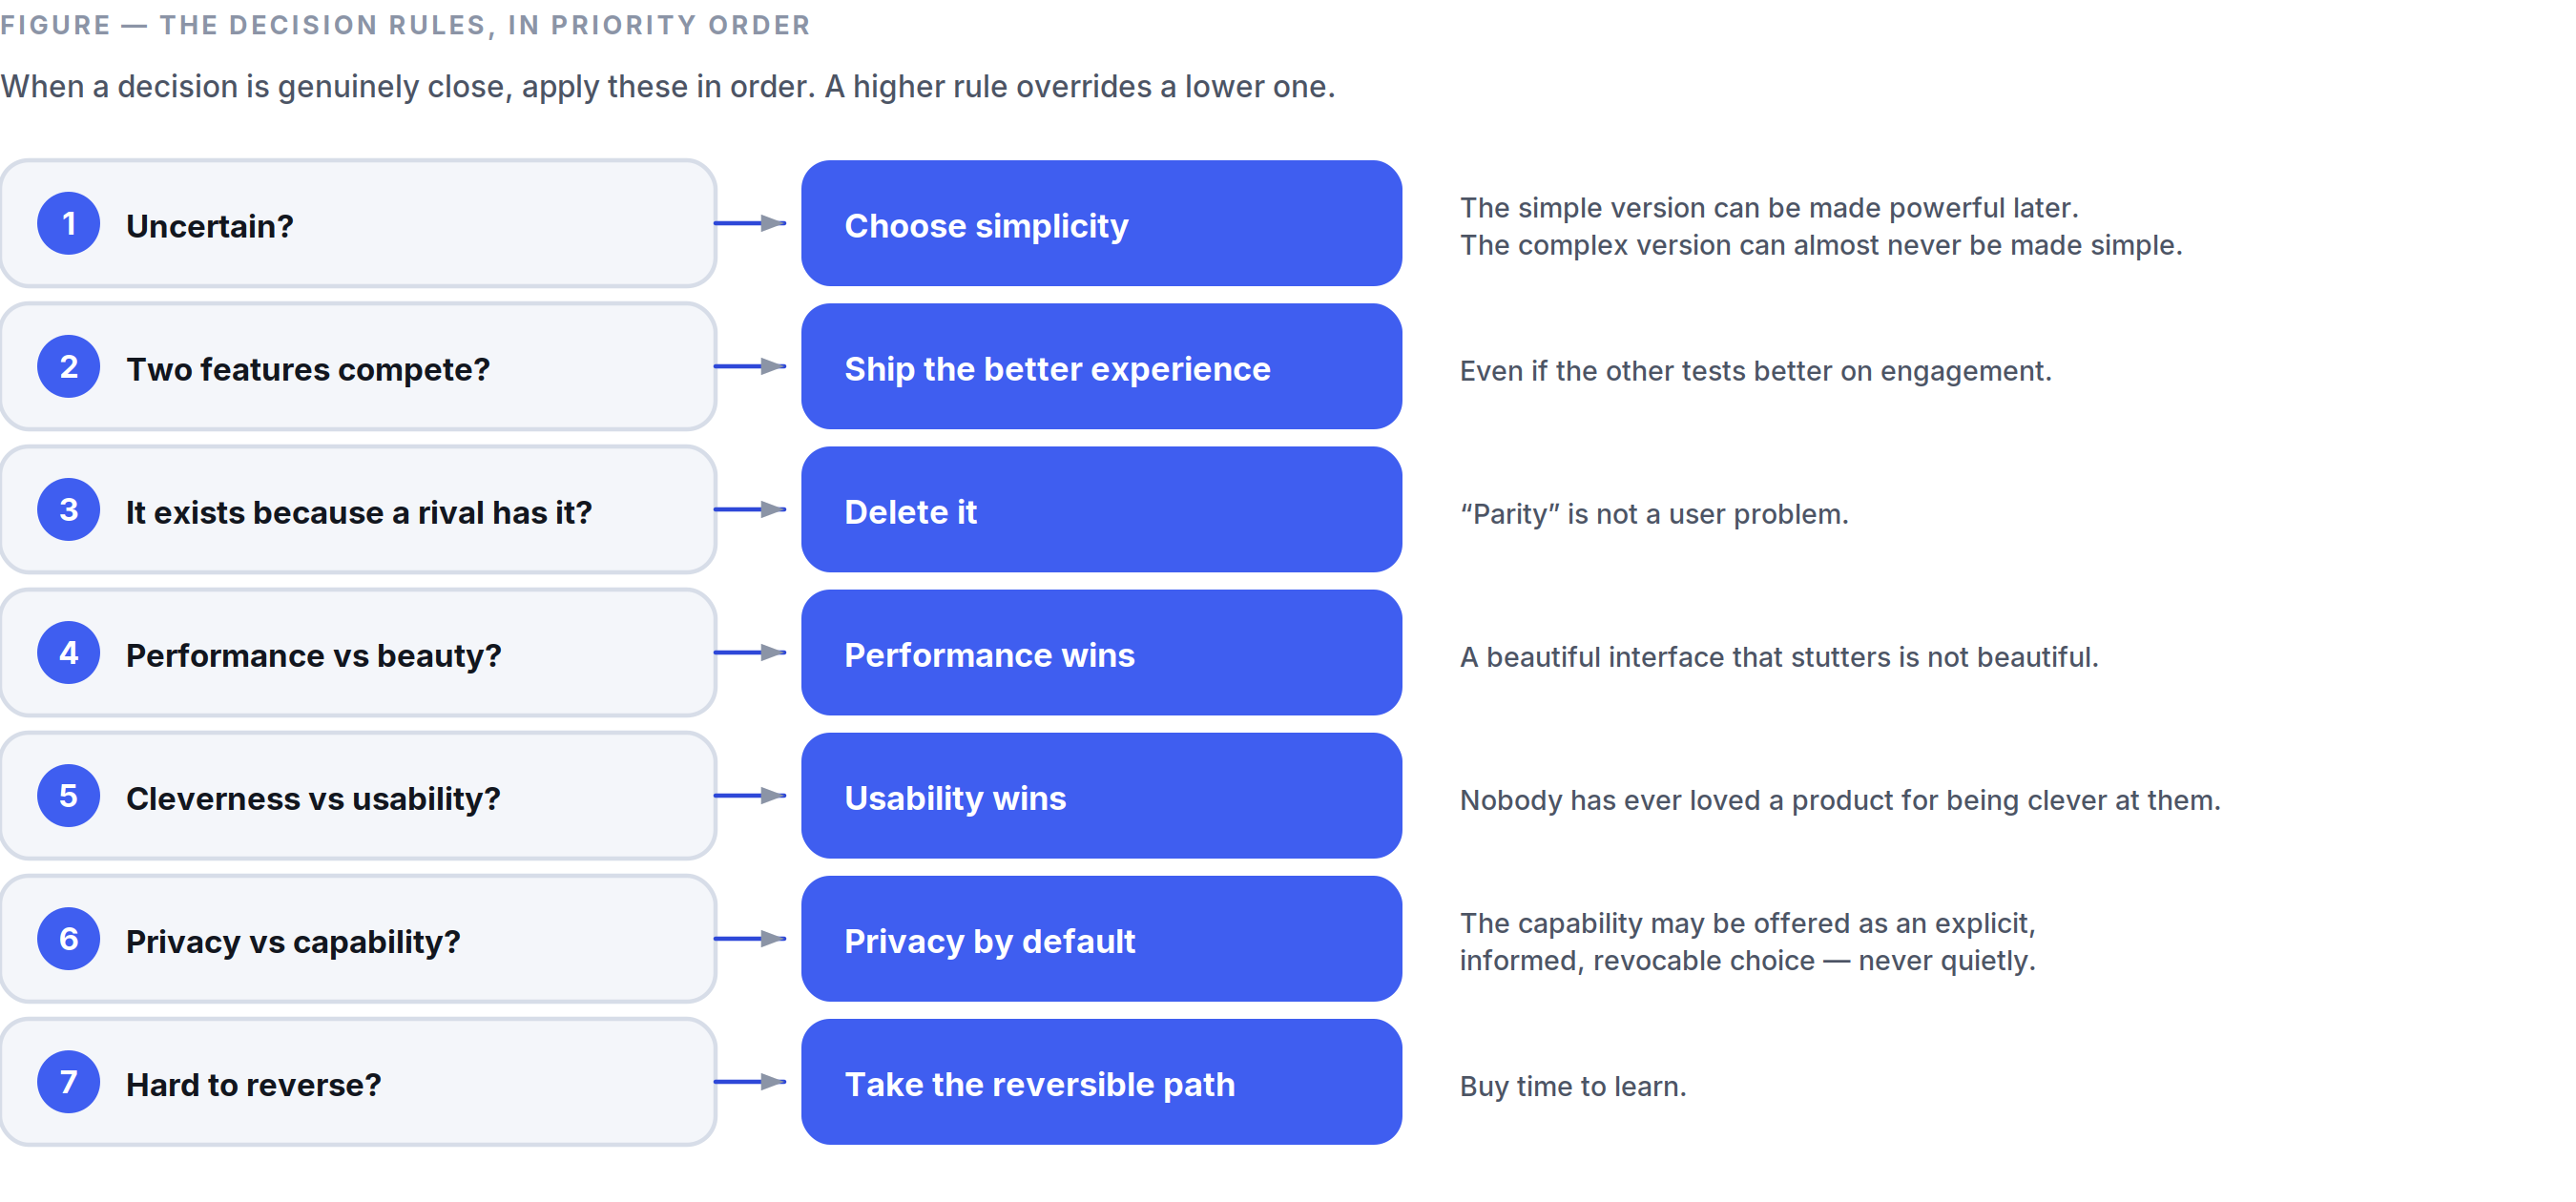 FIGURE — THE DECISION RULES, IN PRIORITY ORDER
When a decision is genuinely close, apply these in order. A higher rule overrides a lower one.
1 Uncertain? Choose simplicity
The simple version can be made powerful later.
The complex version can almost never be made simple.
2 Two features compete? Ship the better experience Even if the other tests better on engagement.
3 It exists because a rival has it? Delete it “Parity” is not a user problem.
4 Performance vs beauty? Performance wins A beautiful interface that stutters is not beautiful.
5 Cleverness vs usability? Usability wins Nobody has ever loved a product for being clever at them.
6 Privacy vs capability? Privacy by default
The capability may be offered as an explicit,
informed, revocable choice — never quietly.
7 Hard to reverse? Take the reversible path Buy time to learn.